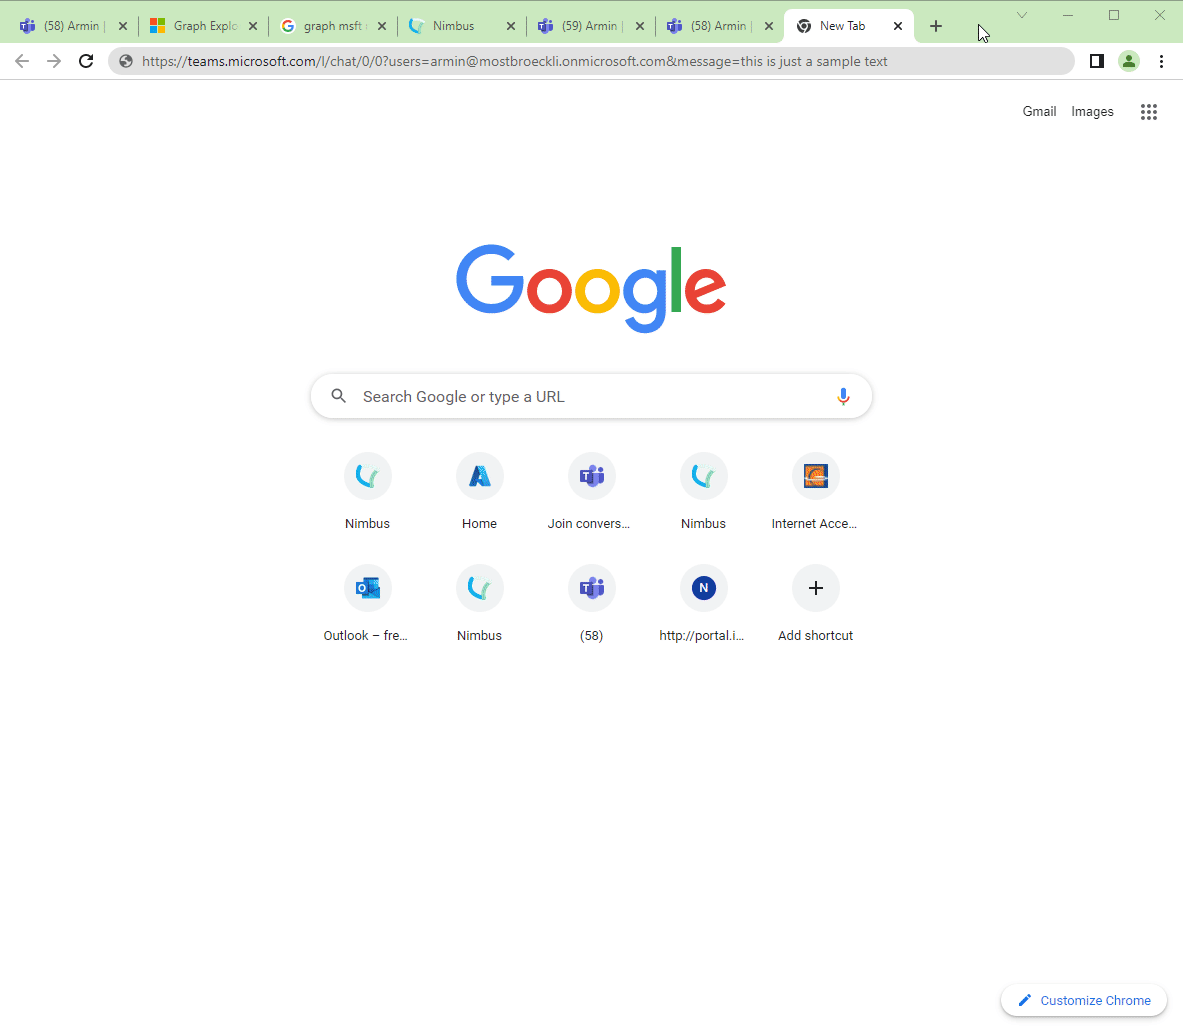 (58) Armin | Graph Explo graph msft Nimbus (59) Armin | (58) Armin | New Tab
https://teams.microsoft.com/l/chat/0/0?users=armin@mostbroeckli.onmicrosoft.com&message=this is just a sample text
Gmail Images
Google
Search Google or type a URL
Nimbus Home Join convers... Nimbus Internet Acce...
Outlook – fre... Nimbus (58) http://portal.i... Add shortcut
Customize Chrome